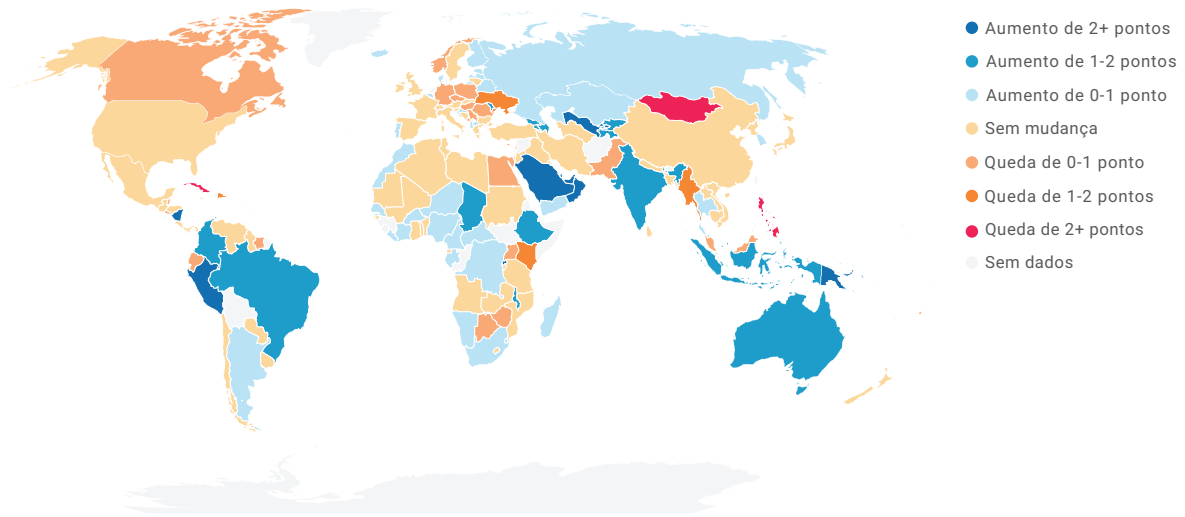 Aumento de 2+ pontos
Aumento de 1-2 pontos
Aumento de 0-1 ponto
Sem mudança
Queda de 0-1 ponto
Queda de 1-2 pontos
Queda de 2+ pontos
Sem dados